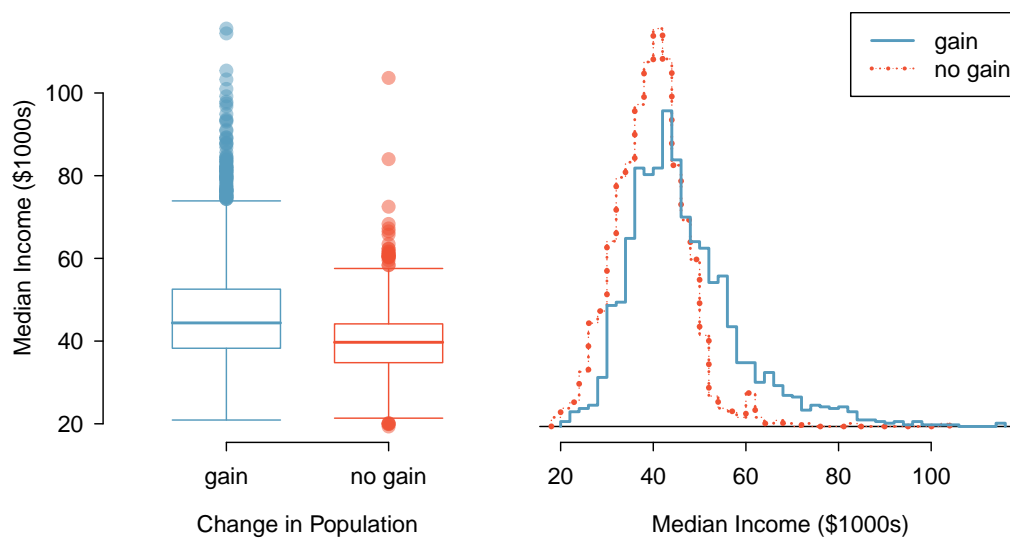 Median Income ($1000s)
100
80
60
40
20
gain
no gain
Change in Population
gain
no gain
20
40
60
80
100
Median Income ($1000s)